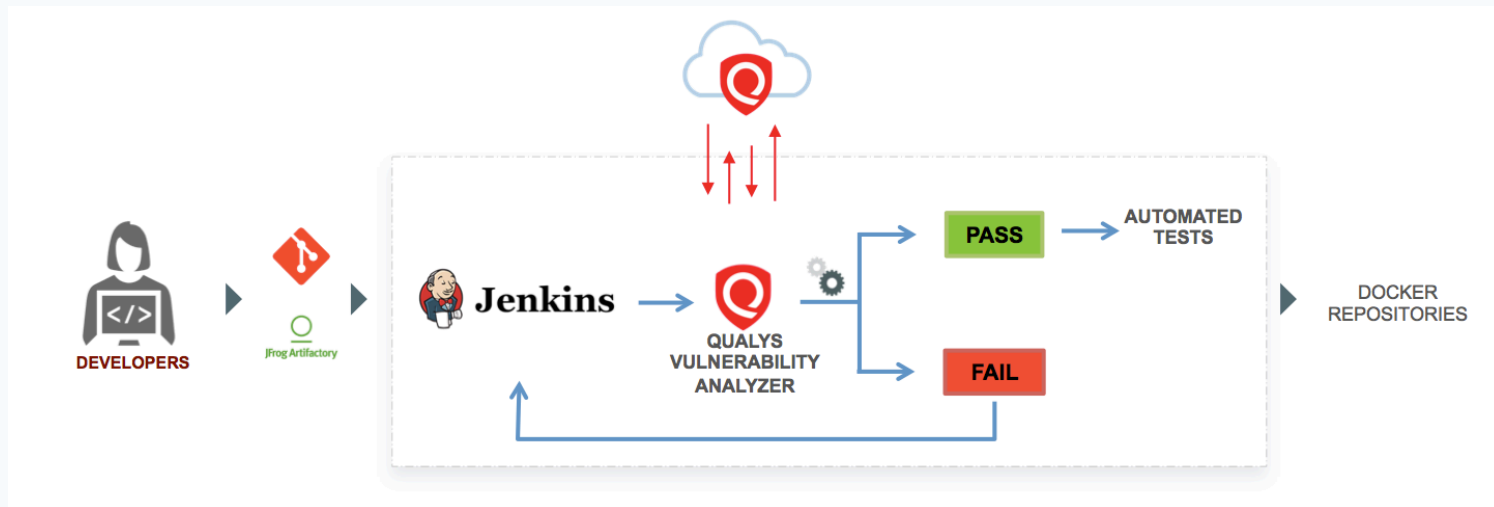 </>
DEVELOPERS
JFrog Artifactory
Jenkins
QUALYS
VULNERABILITY
ANALYZER
PASS
FAIL
AUTOMATED
TESTS
DOCKER
REPOSITORIES